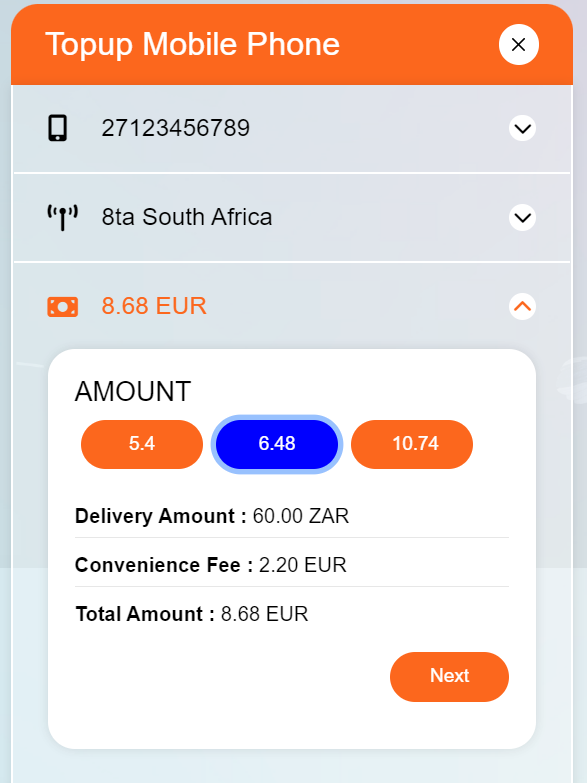 Topup Mobile Phone
27123456789
8ta South Africa
8.68 EUR
AMOUNT
5.4 6.48 10.74
Delivery Amount : 60.00 ZAR
Convenience Fee : 2.20 EUR
Total Amount : 8.68 EUR
Next